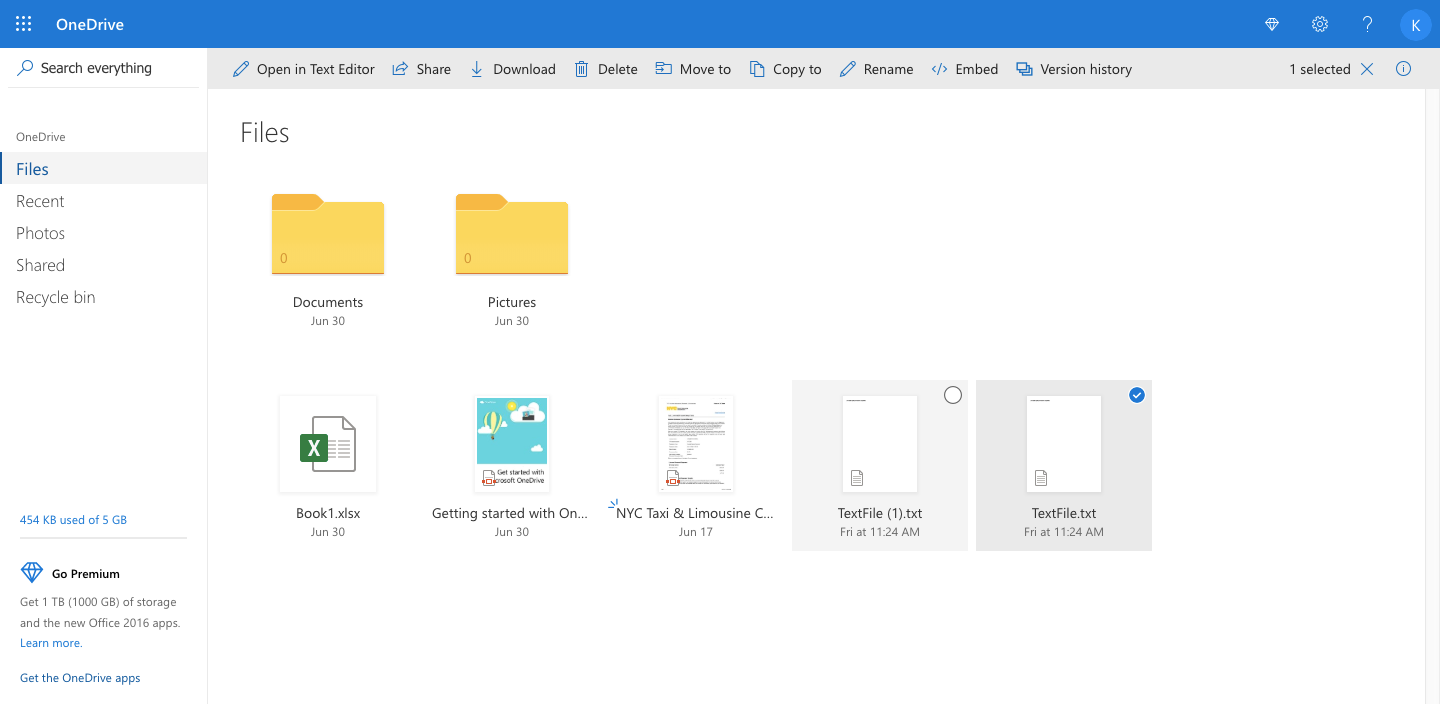 OneDrive
K
Search everything
Open in Text Editor
Share
Download
Delete
Move to
Copy to
Rename
Embed
Version history
1 selected
OneDrive
Files
Recent
Photos
Shared
Recycle bin
454 KB used of 5 GB
Go Premium
Get 1 TB (1000 GB) of storage
and the new Office 2016 apps.
Learn more.
Get the OneDrive apps
Files
0
Documents
Jun 30
0
Pictures
Jun 30
X
Book1.xlsx
Jun 30
Get started with
crosoft OneDrive
Getting started with On...
Jun 30
NYC Taxi & Limousine C...
Jun 17
TextFile (1).txt
Fri at 11:24 AM
TextFile.txt
Fri at 11:24 AM